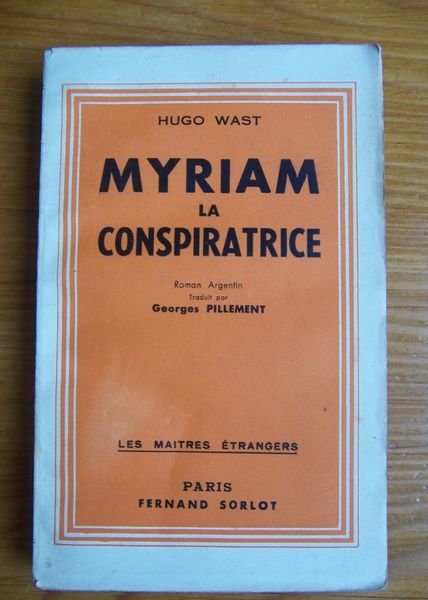 HUGO WAST
MYRIAM
LA
CONSPIRATRICE
Roman Argentin
Traduit par
Georges PILLEMENT
LES MAITRES ÉTRANGERS
PARIS
FERNAND SORLOT